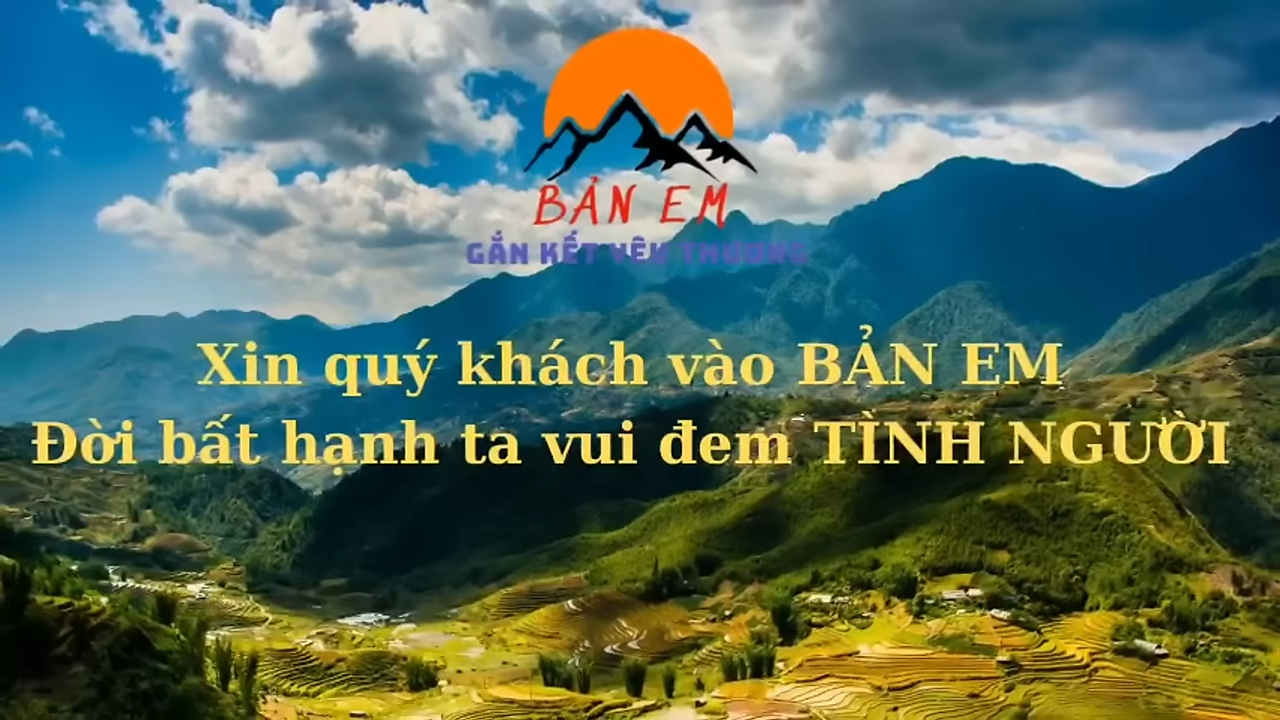 BẢN EM
GẮN KẾT YÊU THƯƠNG
Xin quý khách vào BẢN EM
Đời bất hạnh ta vui đem TÌNH NGƯỜI